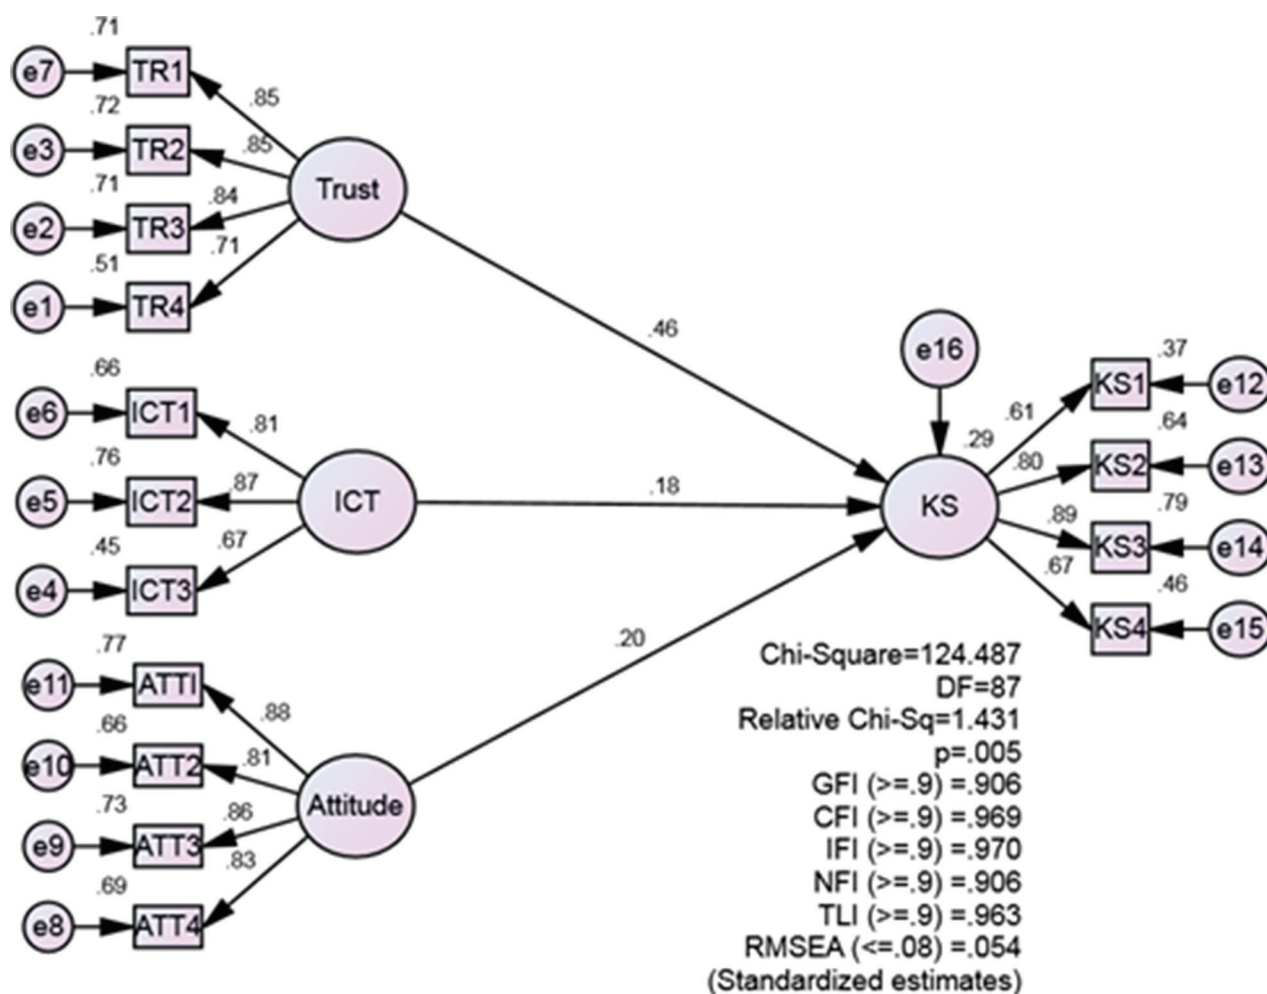 .71
e7 TR1
.85
.72
e3 TR2
.85
.71
Trust
.84
e2 TR3
.71
.51
e1 TR4
.46
e16
.37
KS1 e12
.66
.61
e6 ICT1
.81
.64
.29
.80
KS2 e13
.76
.87
.18
e5 ICT2
ICT
KS
.79
.89
KS3 e14
.45
.67
.67
.46
e4 ICT3
KS4 e15
.77
.20
e11 ATTI
.88
.66
.81
e10 ATT2
.73
Attitude
.86
e9 ATT3
.83
.69
e8 ATT4
Chi-Square=124.487
DF=87
Relative Chi-Sq=1.431
p=.005
GFI (>=.9) =.906
CFI (>=.9) =.969
IFI (>=.9) =.970
NFI (>=.9) =.906
TLI (>=.9) =.963
RMSEA (<=.08) =.054
(Standardized estimates)